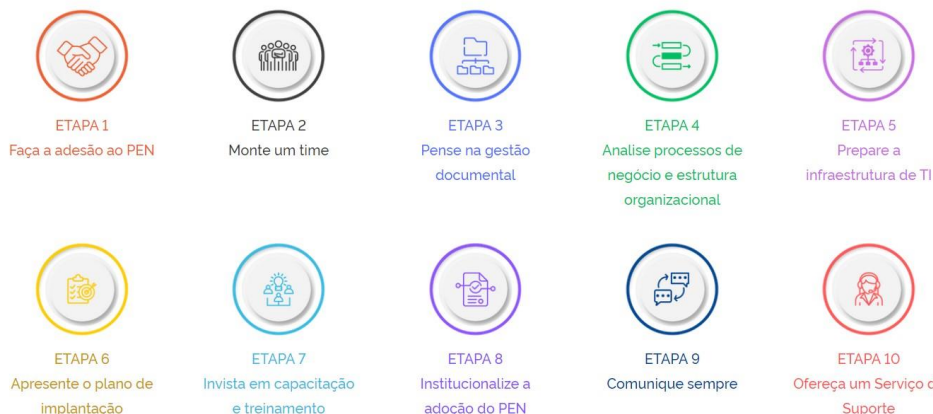 ETAPA 1
Faça a adesão ao PEN
ETAPA 2
Monte um time
ETAPA 3
Pense na gestão
documental
ETAPA 4
Analise processos de
negócio e estrutura
organizacional
ETAPA 5
Prepare a
infraestrutura de TI
ETAPA 6
Apresente o plano de
implantação
ETAPA 7
Invista em capacitação
e treinamento
ETAPA 8
Institucionalize a
adoção do PEN
ETAPA 9
Comunique sempre
ETAPA 10
Ofereça um Serviço
Suporte